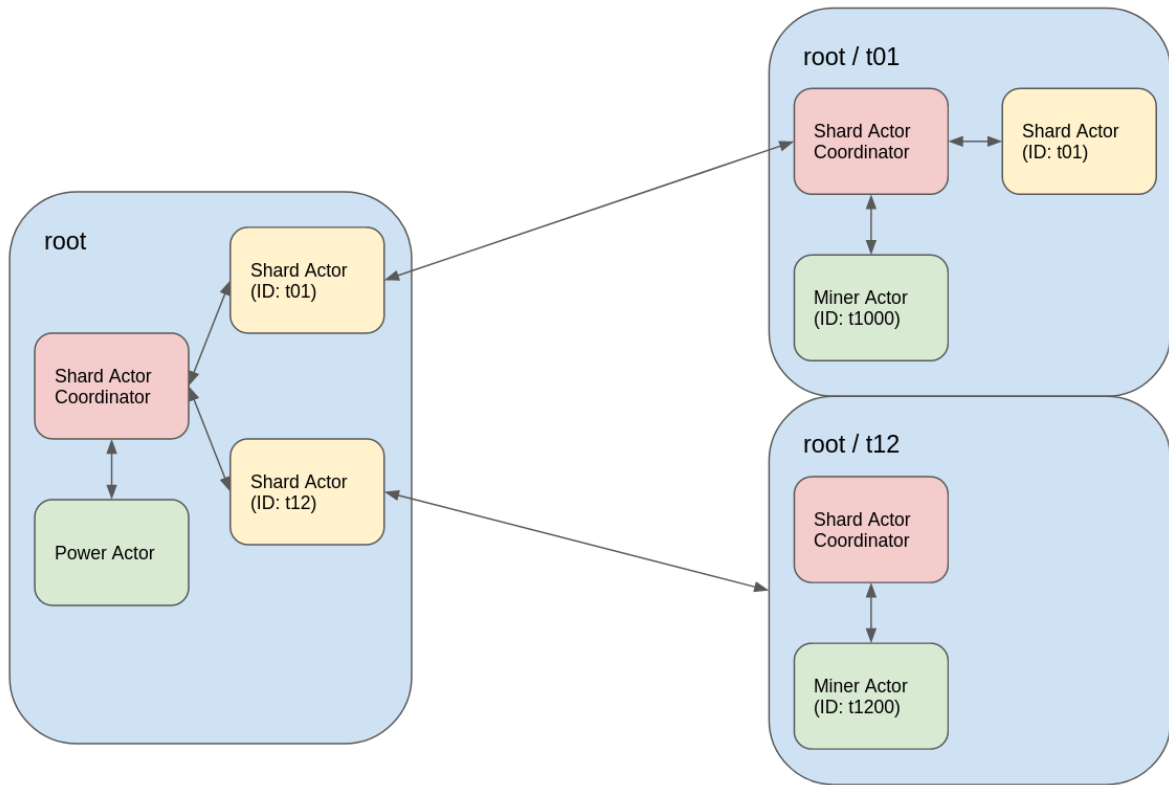 root
Shard Actor
(ID: t01)
Shard Actor
Coordinator
Shard Actor
(ID: t12)
Power Actor
root / t01
Shard Actor
Coordinator
Shard Actor
(ID: t01)
Miner Actor
(ID: t1000)
root / t12
Shard Actor
Coordinator
Miner Actor
(ID: t1200)